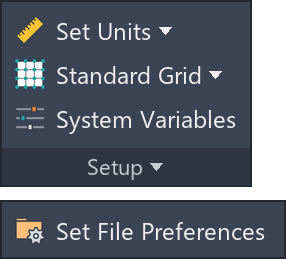 Set Units
Standard Grid
System Variables
Setup
Set File Preferences